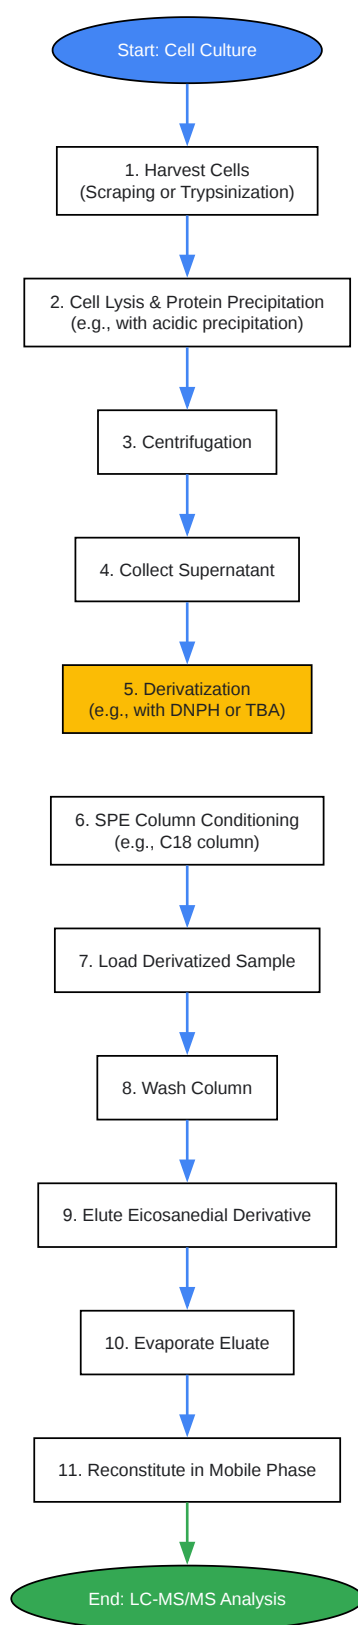 Start: Cell Culture
1. Harvest Cells
(Scraping or Trypsinization)
2. Cell Lysis & Protein Precipitation
(e.g., with acidic precipitation)
3. Centrifugation
4. Collect Supernatant
5. Derivatization
(e.g., with DNPH or TBA)
6. SPE Column Conditioning
(e.g., C18 column)
7. Load Derivatized Sample
8. Wash Column
9. Elute Eicosanedial Derivative
10. Evaporate Eluate
11. Reconstitute in Mobile Phase
End: LC-MS/MS Analysis